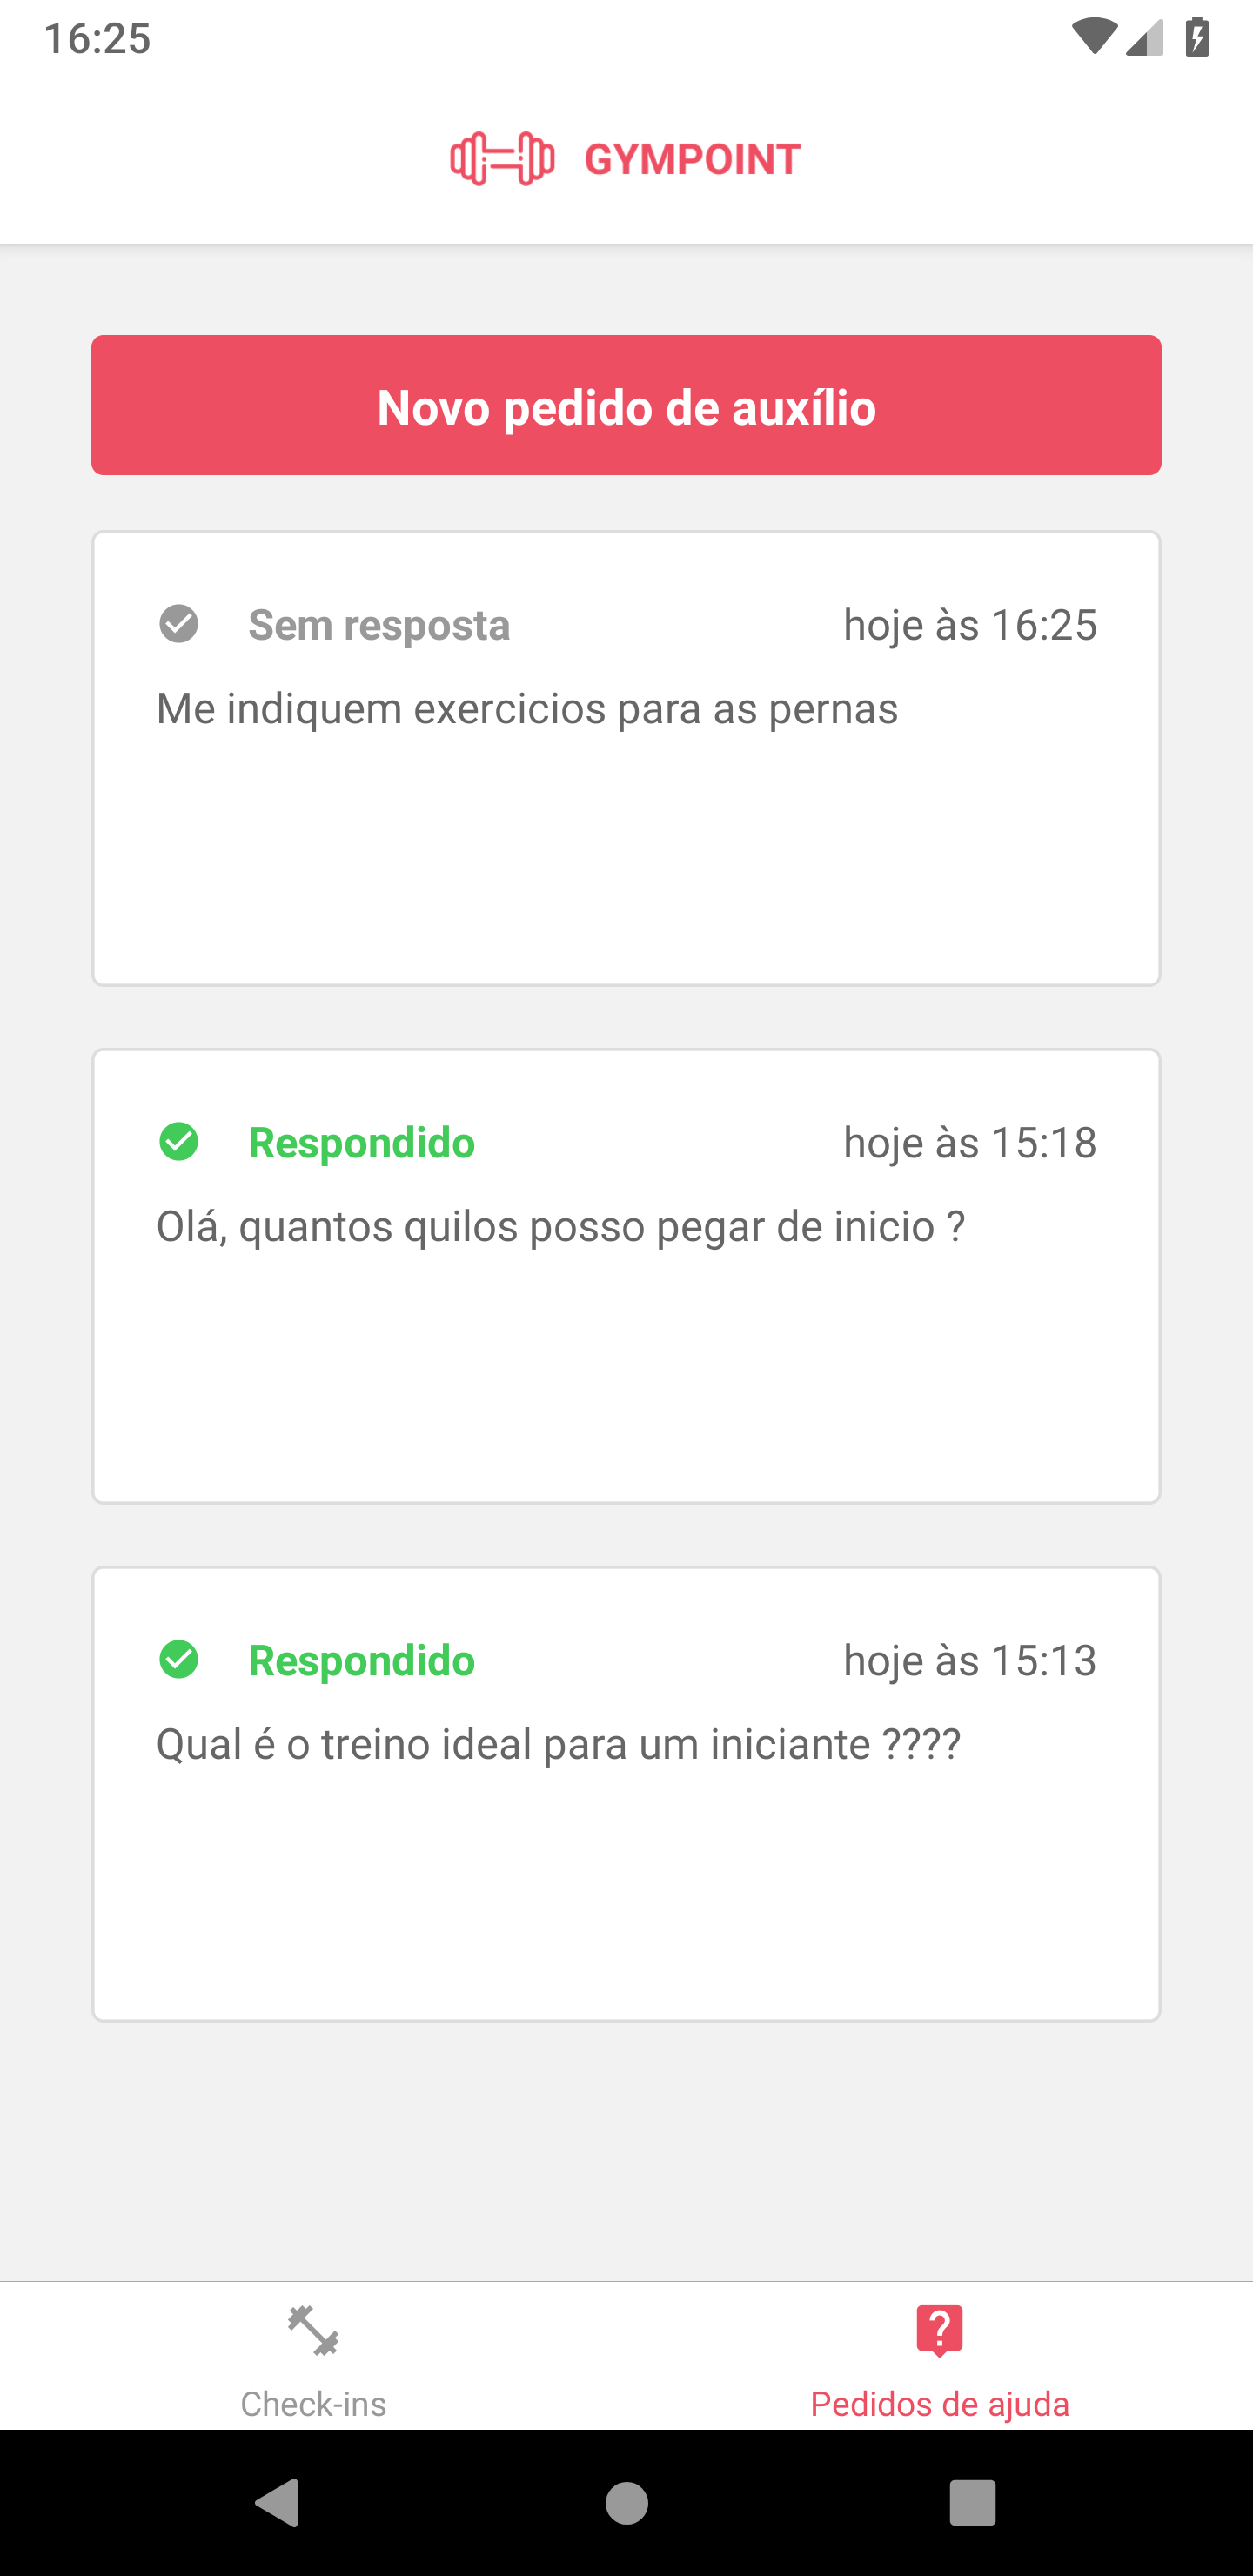 16:25
GYMPOINT
Novo pedido de auxílio
Sem resposta hoje às 16:25
Me indiquem exercicios para as pernas
Respondido hoje às 15:18
Olá, quantos quilos posso pegar de inicio ?
Respondido hoje às 15:13
Qual é o treino ideal para um iniciante ????
Check-ins Pedidos de ajuda